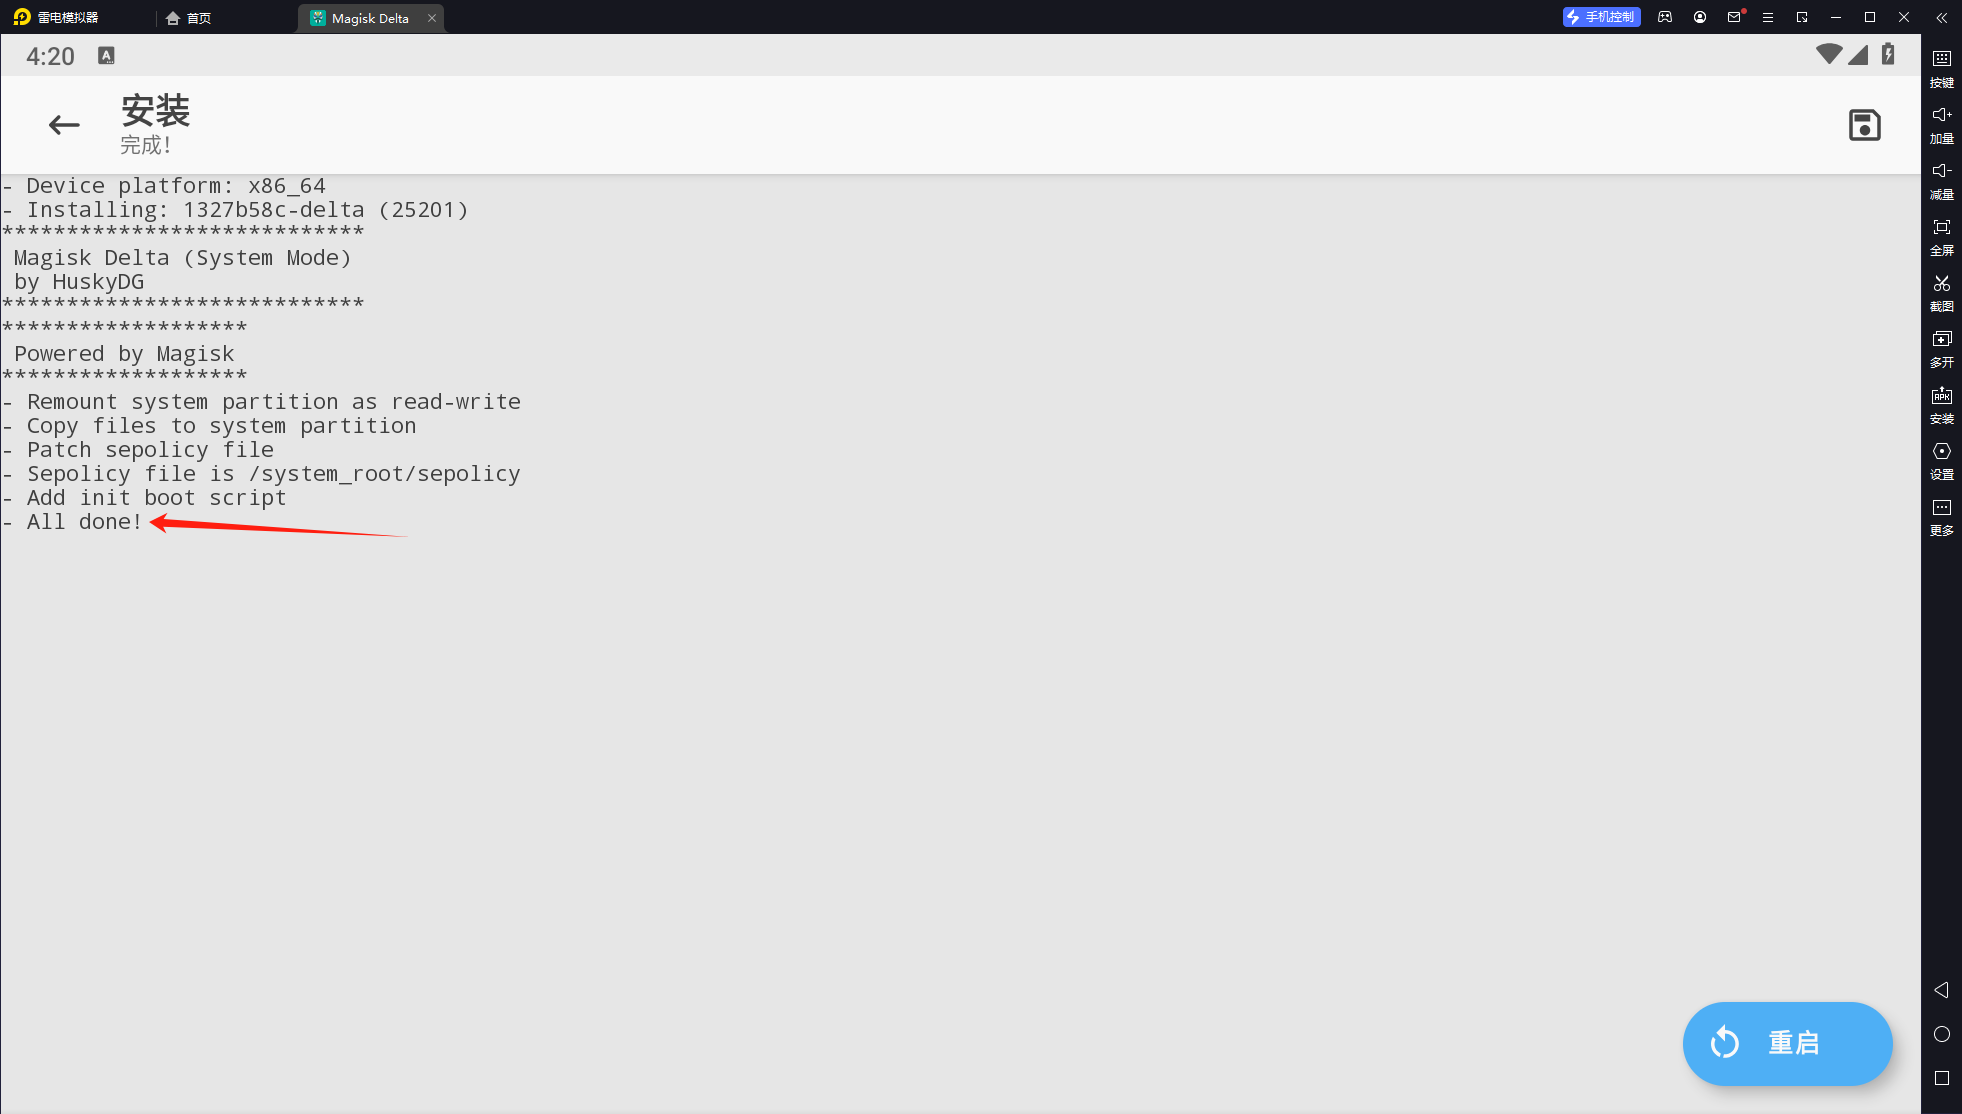 雷电模拟器
首页
Magisk Delta
手机控制
4:20
A
安装
完成！
- Device platform: x86_64
- Installing: 1327b58c-delta (25201)
****************************
Magisk Delta (System Mode)
by HuskyDG
****************************
*******************
Powered by Magisk
*******************
- Remount system partition as read-write
- Copy files to system partition
- Patch sepolicy file
- Sepolicy file is /system_root/sepolicy
- Add init boot script
- All done!
重启
按键
加量
减量
全屏
截图
多开
APK
安装
设置
更多